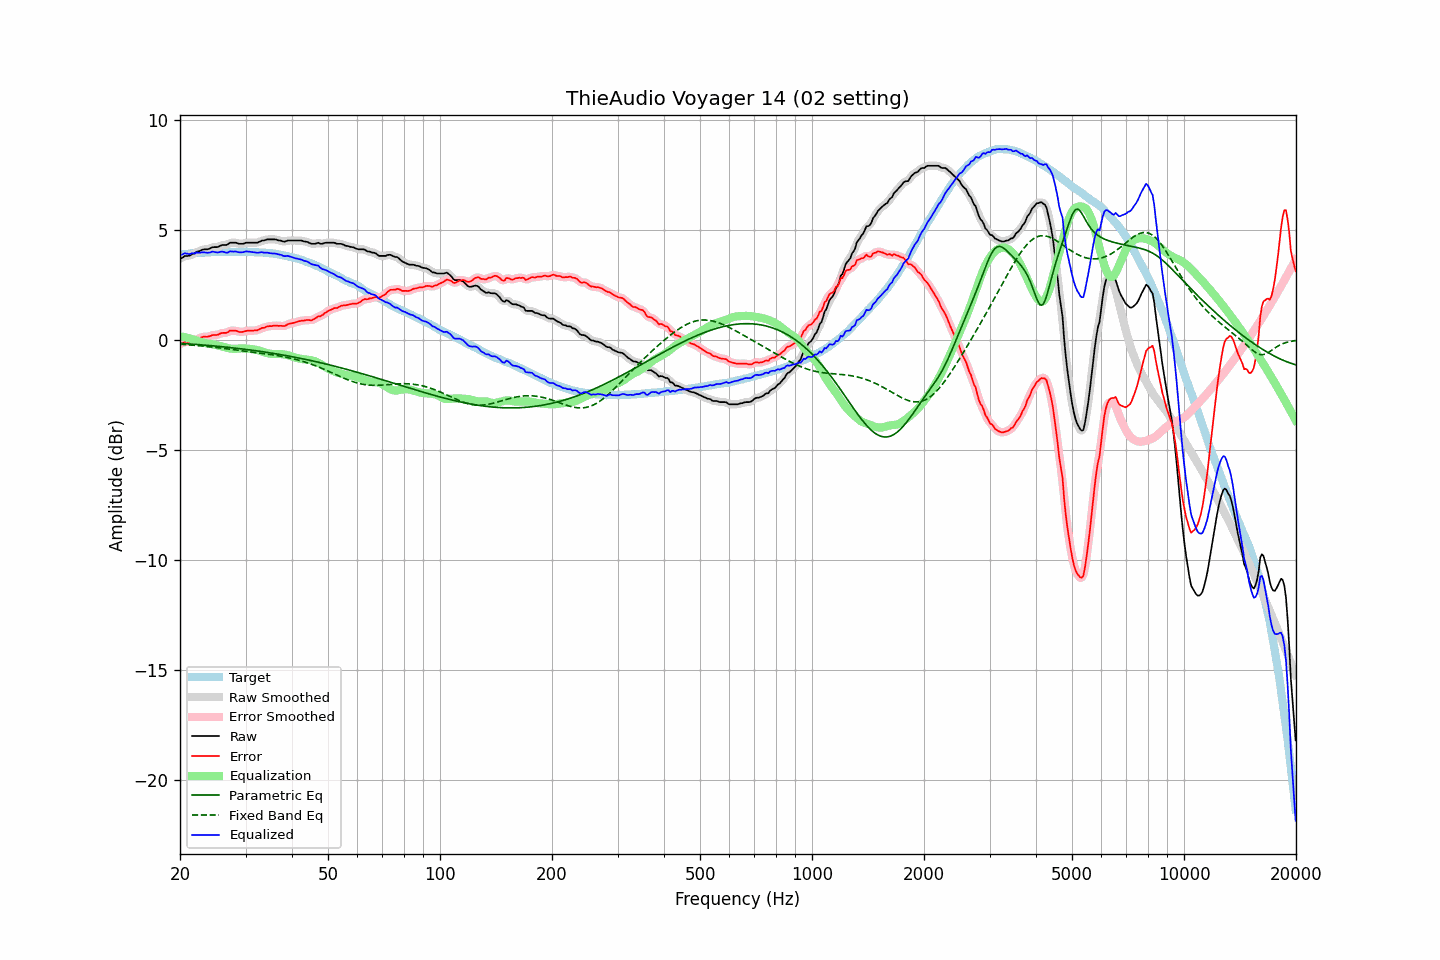 ThieAudio Voyager 14 (02 setting)
Amplitude (dBr)
10
5
0
−5
−10
−15
−20
Target
Raw Smoothed
Error Smoothed
Raw
Error
Equalization
Parametric Eq
Fixed Band Eq
Equalized
20 50 100 200 500 1000 2000 5000 10000 20000
Frequency (Hz)